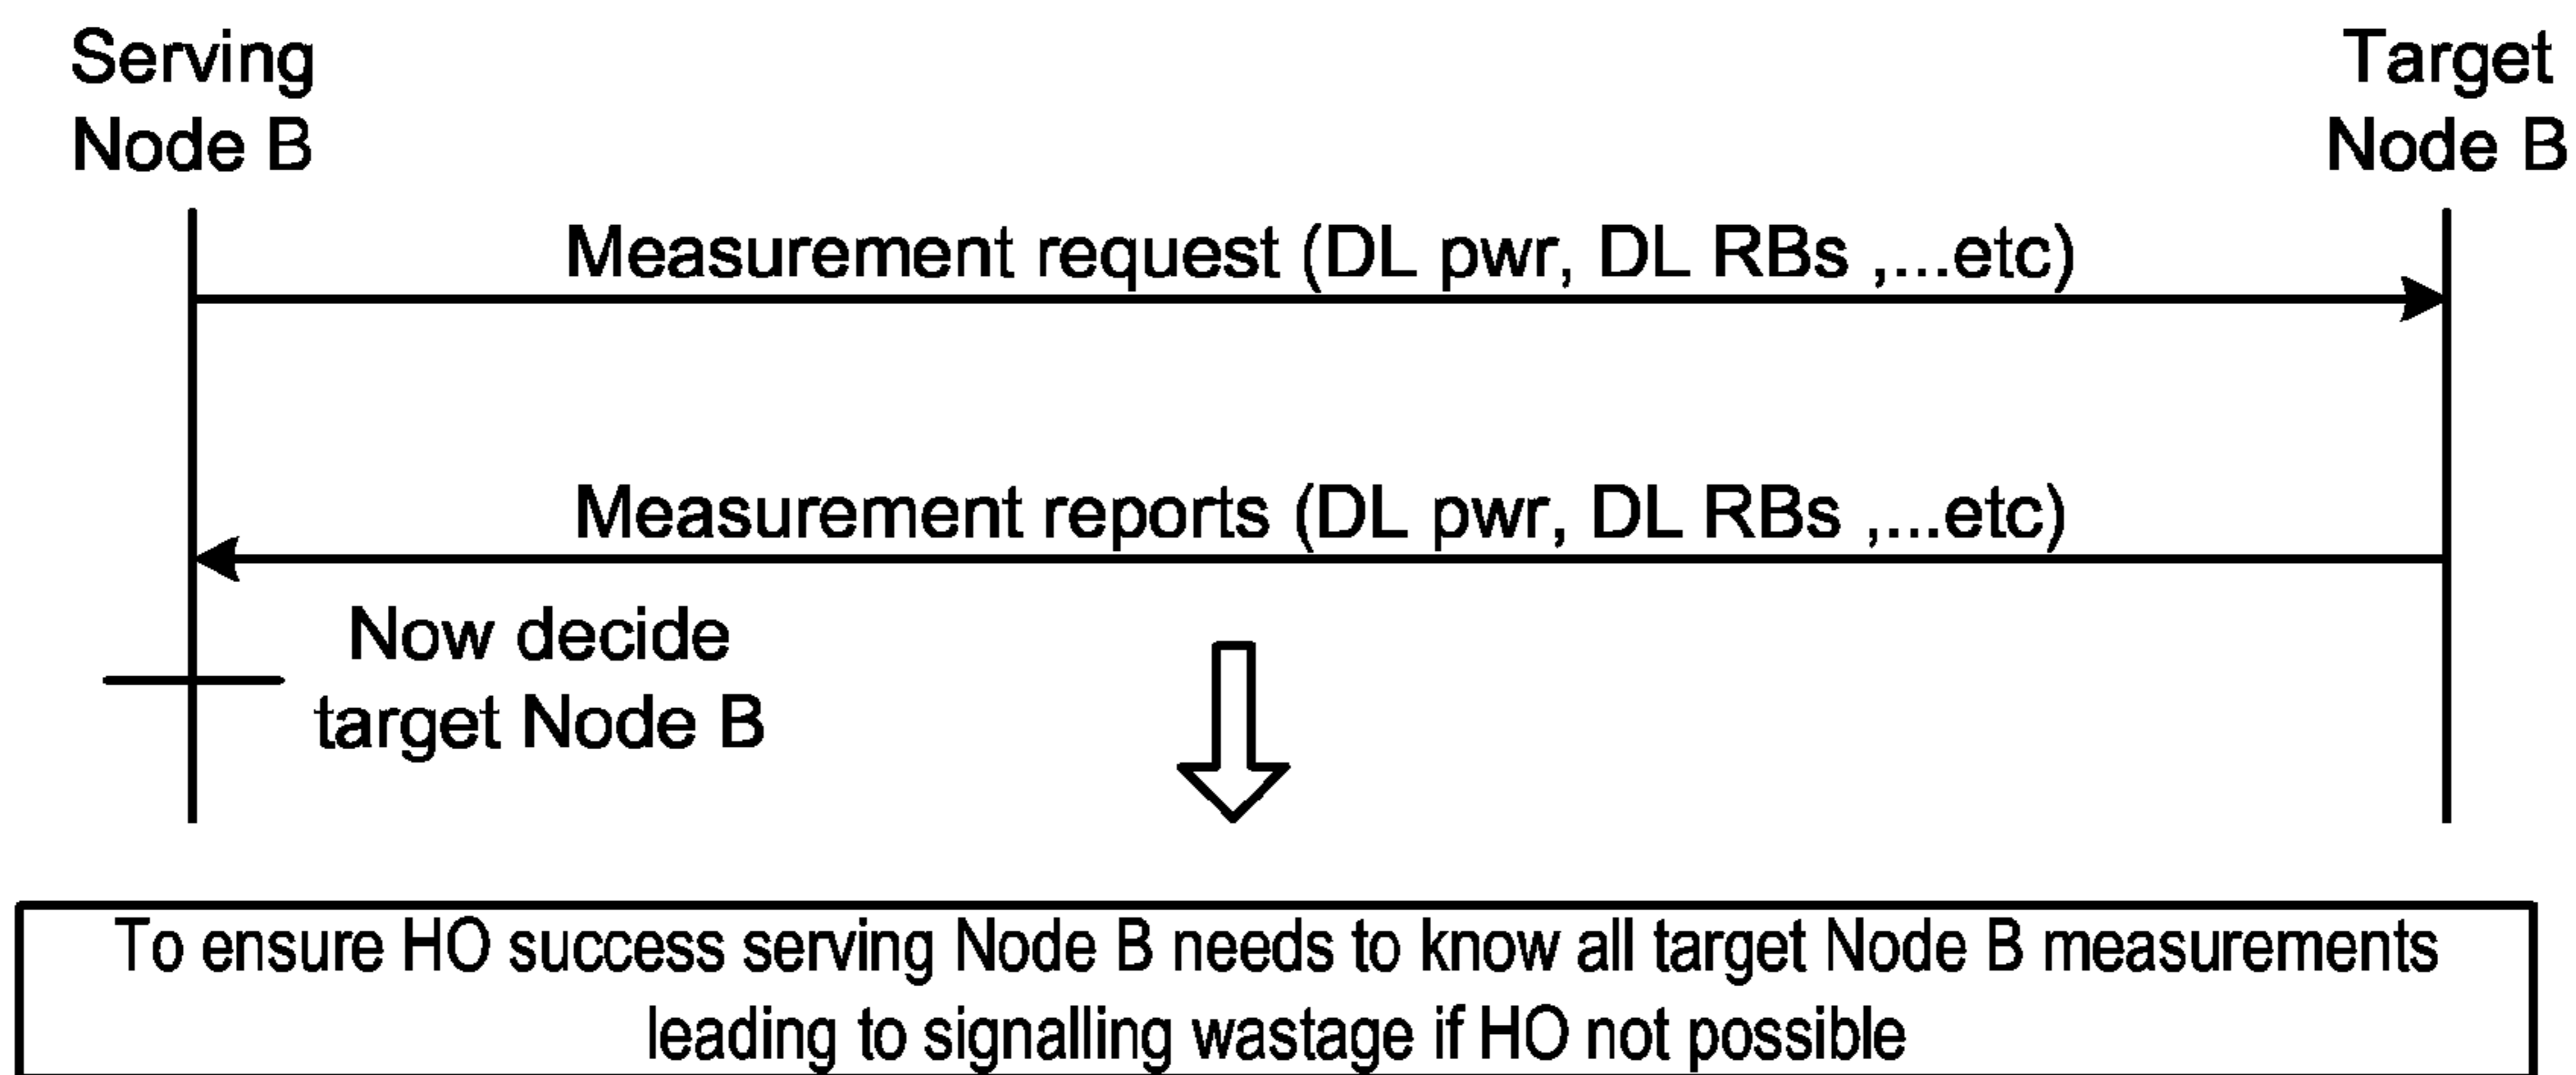 Serving
Node B
Target
Node B
Measurement request (DL pwr, DL RBs ,...etc)
Measurement reports (DL pwr, DL RBs ,...etc)
Now decide
target Node B
To ensure HO success serving Node B needs to know all target Node B measurements
leading to signalling wastage if HO not possible